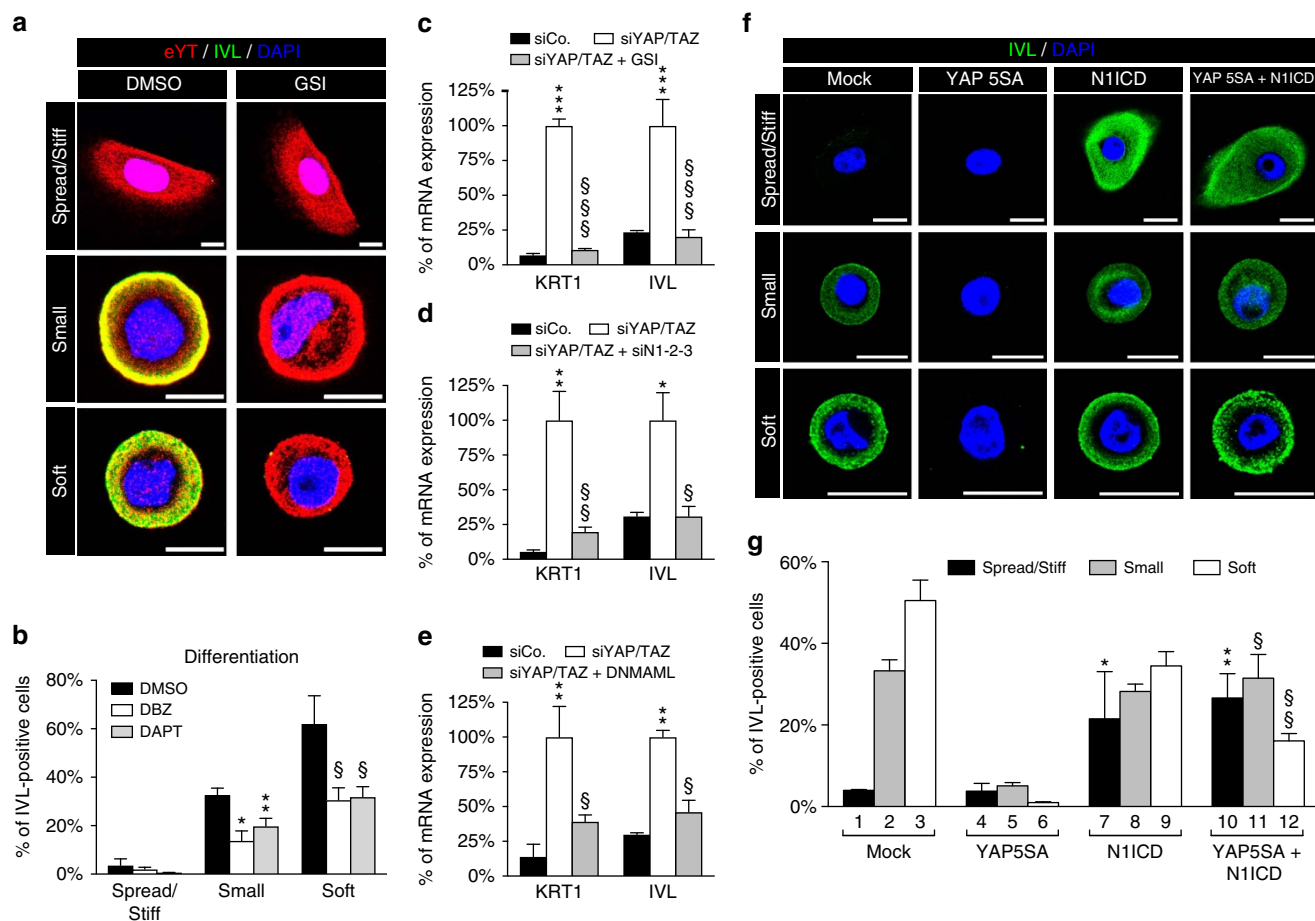 a
eYT / IVL / DAPI
DMSO GSI
Spread/Stiff
Small
Soft
b
Differentiation
% of IVL-positive cells
80%
60%
40%
20%
0%
DMSO
DBZ
DAPT
*
**
§ §
Spread/
Stiff
Small Soft
c
siCo. siYAP/TAZ
siYAP/TAZ + GSI
% of mRNA expression
125%
100%
75%
50%
25%
0%
***
§§§
***
§§§
KRT1 IVL
d
siCo. siYAP/TAZ
siYAP/TAZ + siN1-2-3
% of mRNA expression
125%
100%
75%
50%
25%
0%
**
§§
*
§
KRT1 IVL
e
siCo. siYAP/TAZ
siYAP/TAZ + DNMAML
% of mRNA expression
125%
100%
75%
50%
25%
0%
**
§
**
§
KRT1 IVL
f
IVL / DAPI
Mock YAP 5SA N1ICD YAP 5SA + N1ICD
Spread/Stiff
Small
Soft
g
% of IVL-positive cells
60%
40%
20%
0%
Spread/Stiff Small Soft
*
**
§
§§
1 2 3 4 5 6 7 8 9 10 11 12
Mock YAP5SA N1ICD YAP5SA +
N1ICD